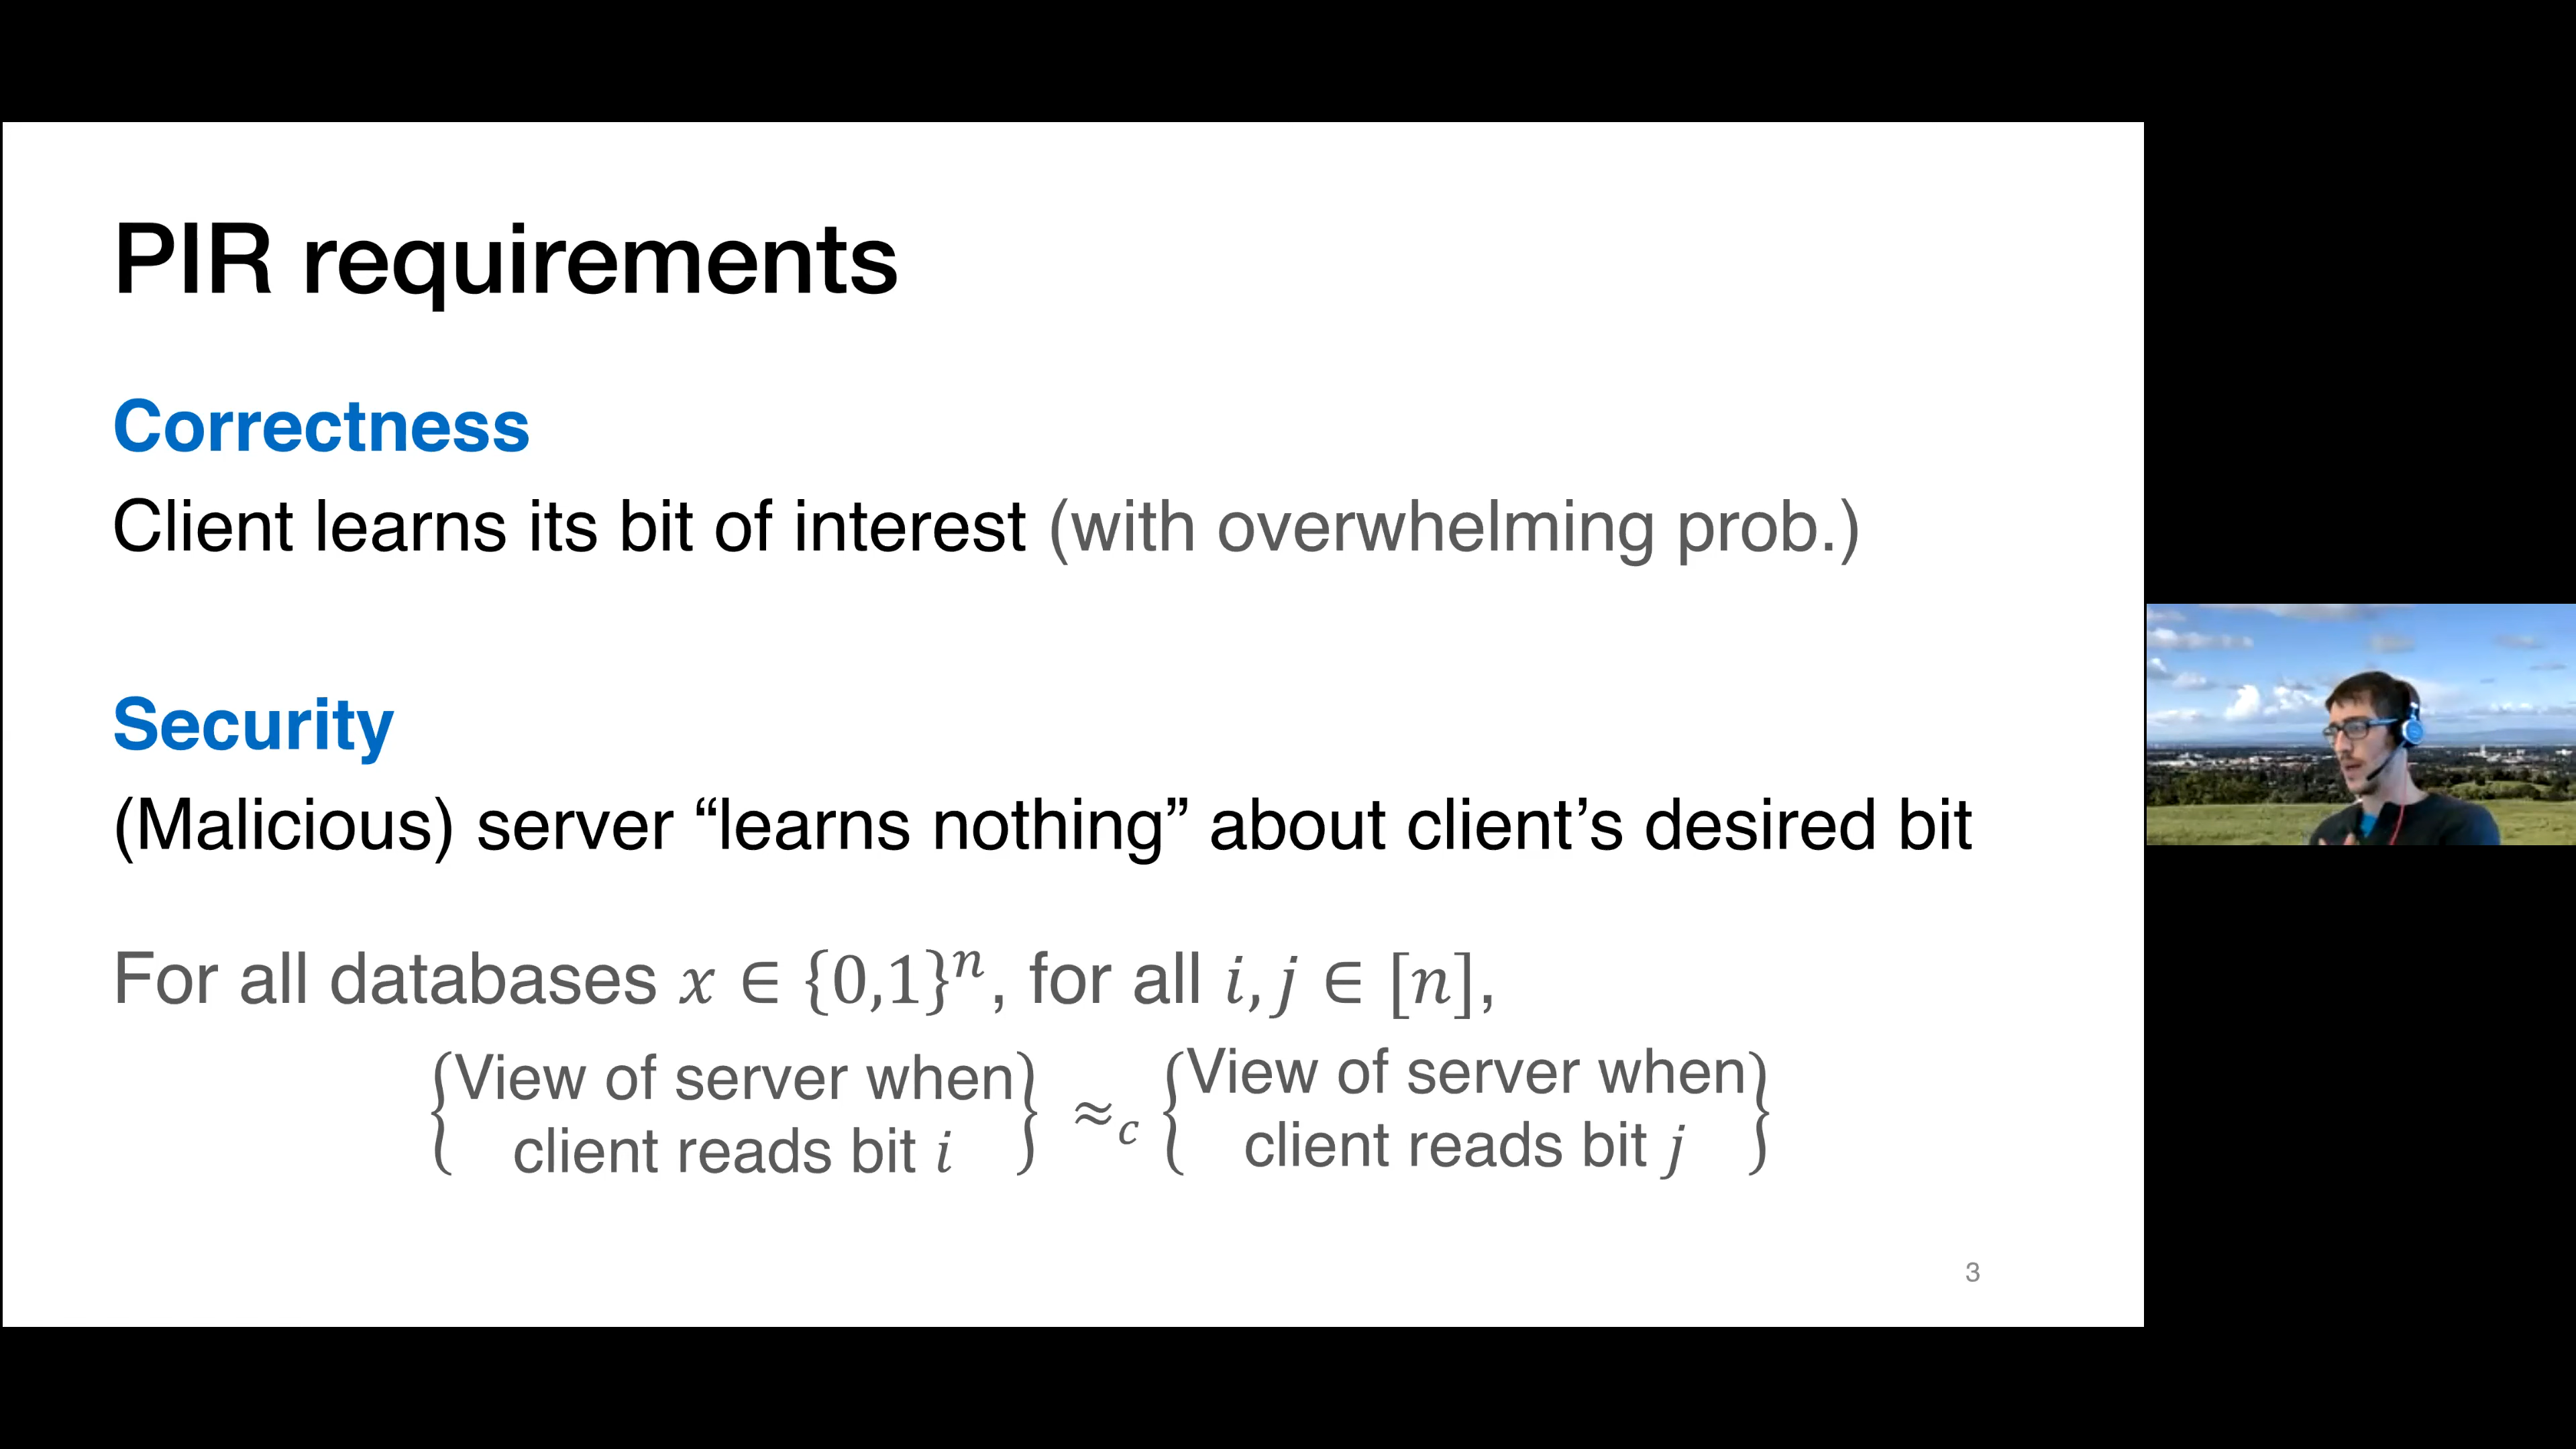 PIR requirements
Correctness
Client learns its bit of interest (with overwhelming prob.)
Security
(Malicious) server “learns nothing” about client’s desired bit
For all databases x ∈ {0,1}ⁿ, for all i, j ∈ [n],
{View of server when client reads bit i} ≈c {View of server when client reads bit j}
3